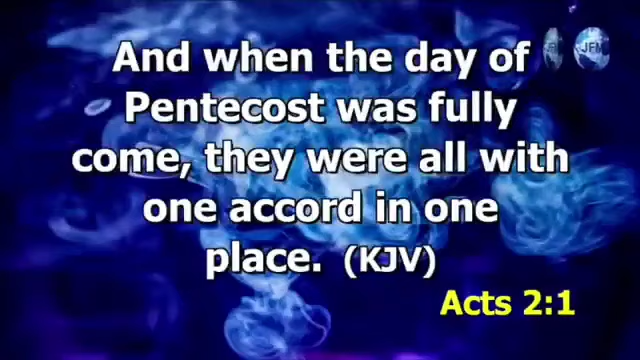 And when the day of
Pentecost was fully
come, they were all with
one accord in one
place. (KJV)
Acts 2:1
JFM